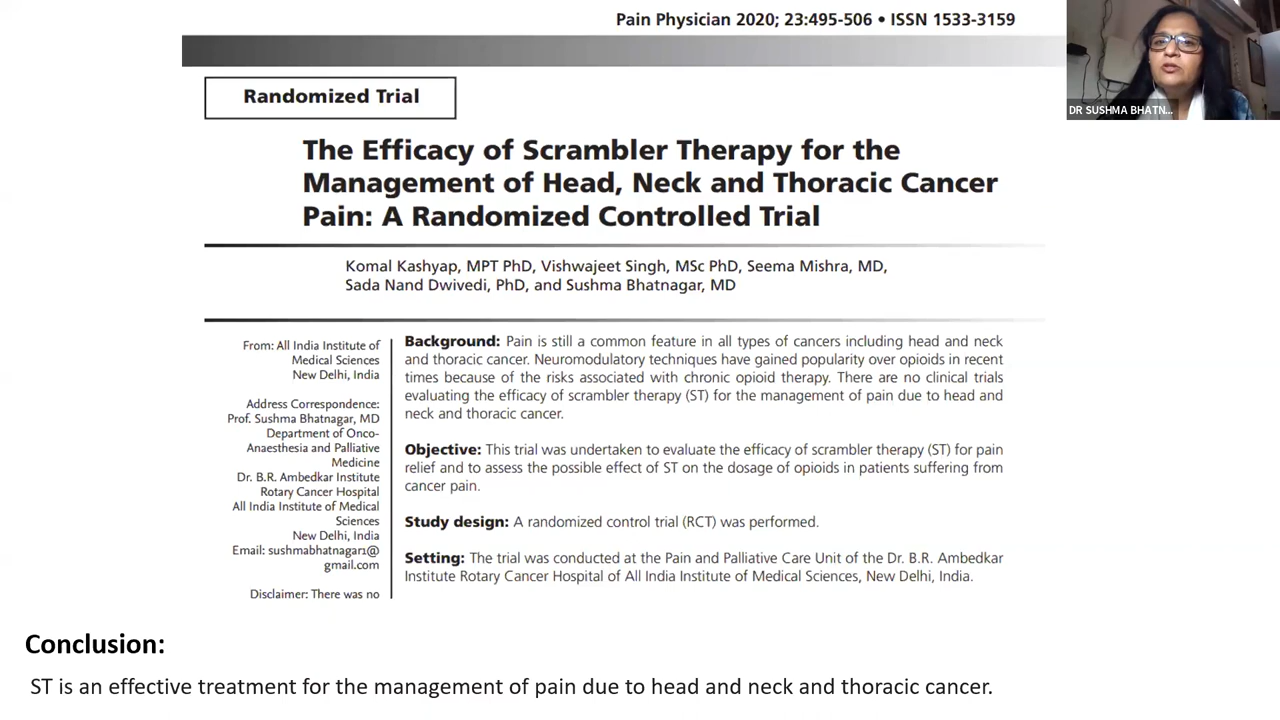 Pain Physician 2020; 23:495-506 • ISSN 1533-3159
DR SUSHMA BHATN...
Randomized Trial
The Efficacy of Scrambler Therapy for the
Management of Head, Neck and Thoracic Cancer
Pain: A Randomized Controlled Trial
Komal Kashyap, MPT PhD, Vishwajeet Singh, MSc PhD, Seema Mishra, MD,
Sada Nand Dwivedi, PhD, and Sushma Bhatnagar, MD
From: All India Institute of
Medical Sciences
New Delhi, India
Address Correspondence:
Prof. Sushma Bhatnagar, MD
Department of Onco-
Anaesthesia and Palliative
Medicine
Dr. B.R. Ambedkar Institute
Rotary Cancer Hospital
All India Institute of Medical
Sciences
New Delhi, India
Email: sushmabhatnagar1@
gmail.com
Disclaimer: There was no
Background: Pain is still a common feature in all types of cancers including head and neck
and thoracic cancer. Neuromodulatory techniques have gained popularity over opioids in recent
times because of the risks associated with chronic opioid therapy. There are no clinical trials
evaluating the efficacy of scrambler therapy (ST) for the management of pain due to head and
neck and thoracic cancer.
Objective: This trial was undertaken to evaluate the efficacy of scrambler therapy (ST) for pain
relief and to assess the possible effect of ST on the dosage of opioids in patients suffering from
cancer pain.
Study design: A randomized control trial (RCT) was performed.
Setting: The trial was conducted at the Pain and Palliative Care Unit of the Dr. B.R. Ambedkar
Institute Rotary Cancer Hospital of All India Institute of Medical Sciences, New Delhi, India.
Conclusion:
ST is an effective treatment for the management of pain due to head and neck and thoracic cancer.